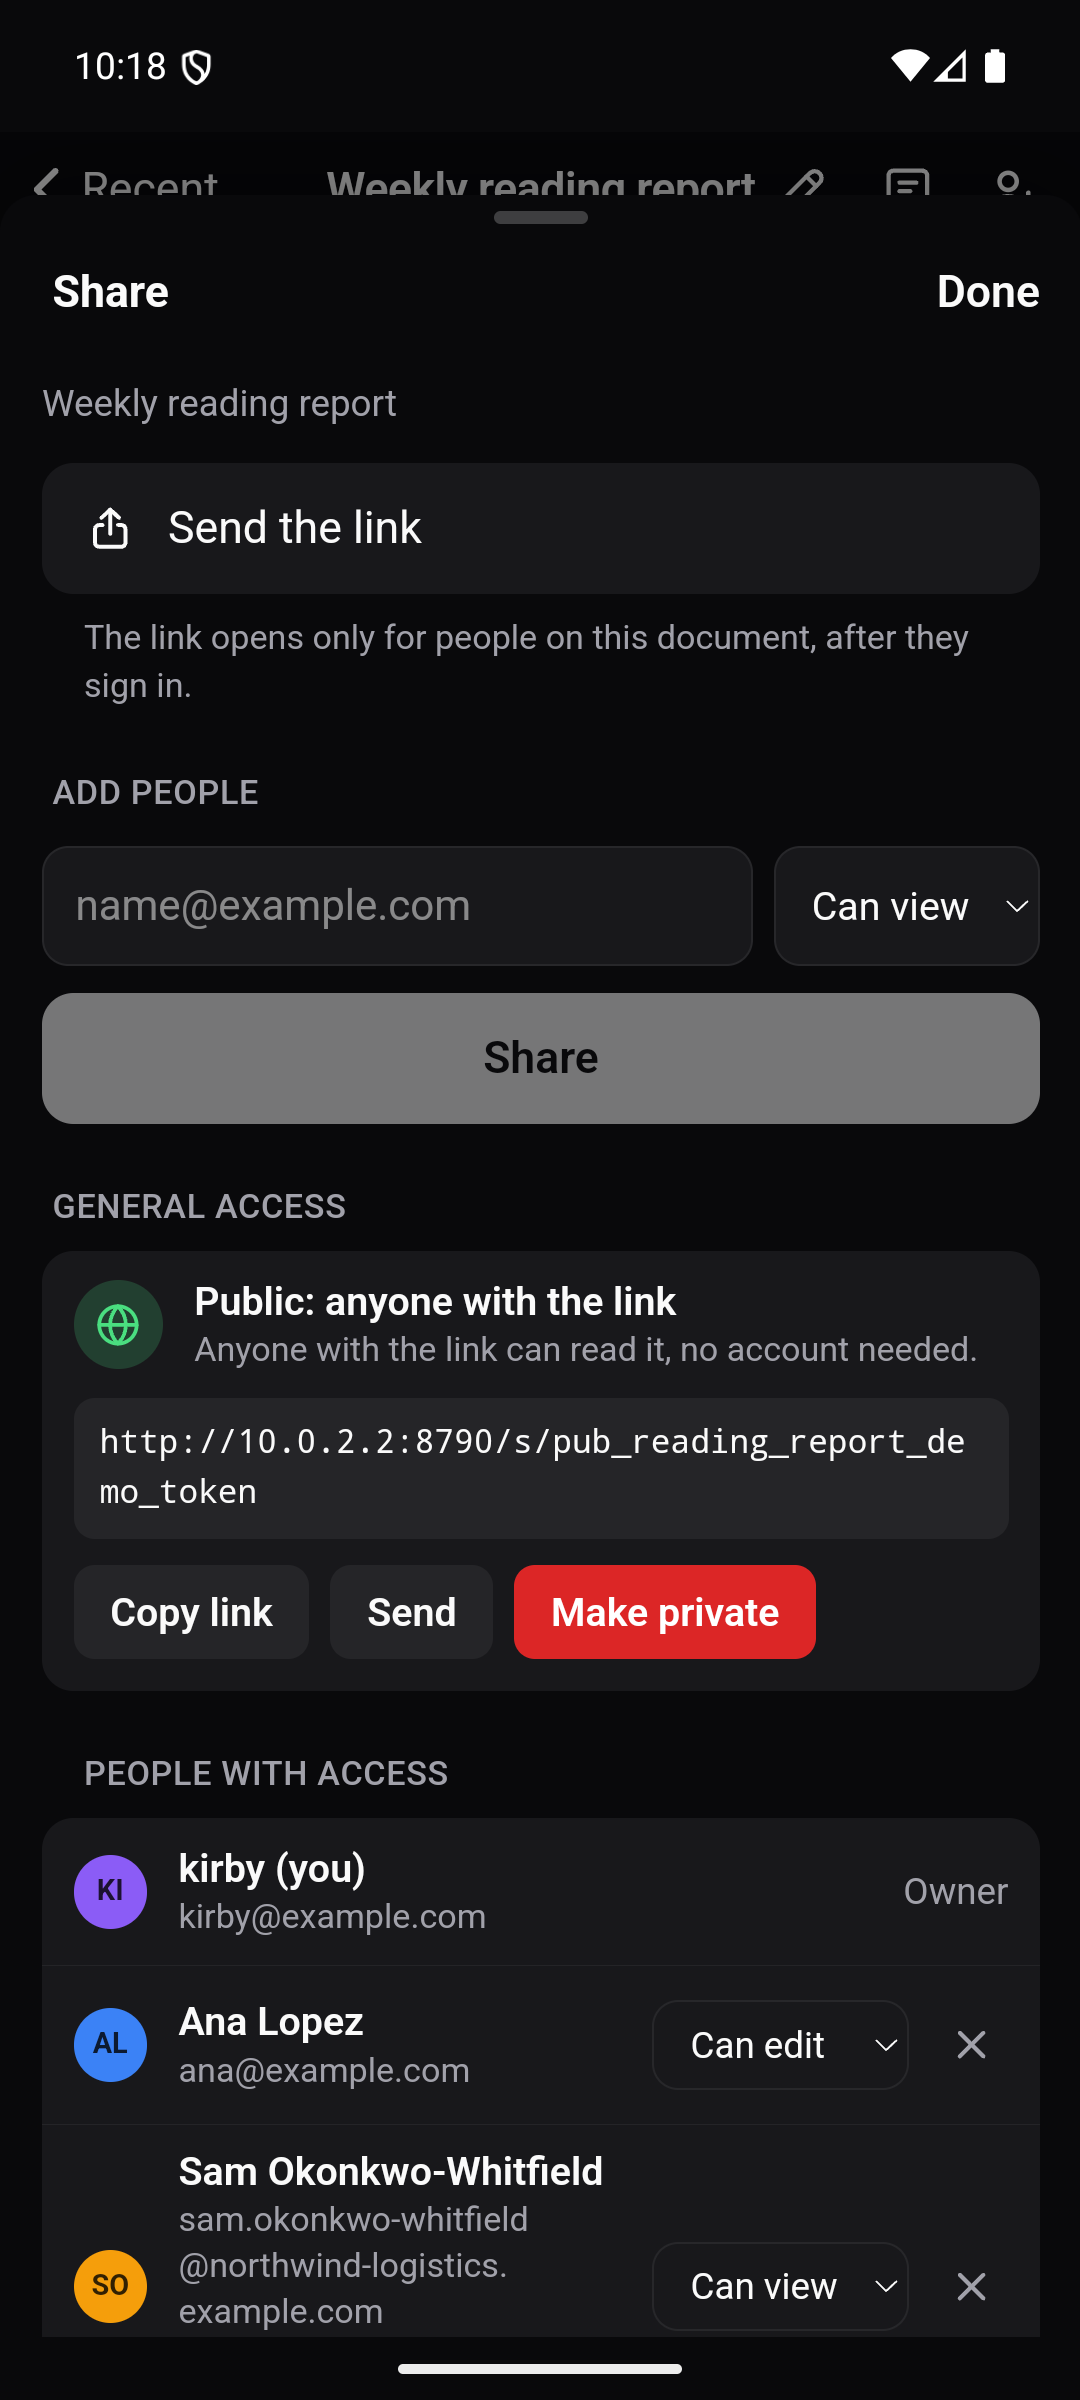 10:18
Recent
Weekly reading report
Share
Done
Weekly reading report
Send the link
The link opens only for people on this document, after they
sign in.
ADD PEOPLE
name@example.com
Can view
Share
GENERAL ACCESS
Public: anyone with the link
Anyone with the link can read it, no account needed.
http://10.0.2.2:8790/s/pub_reading_report_de
mo_token
Copy link
Send
Make private
PEOPLE WITH ACCESS
KI
kirby (you)
kirby@example.com
Owner
AL
Ana Lopez
ana@example.com
Can edit
SO
Sam Okonkwo-Whitfield
sam.okonkwo-whitfield
@northwind-logistics.
example.com
Can view